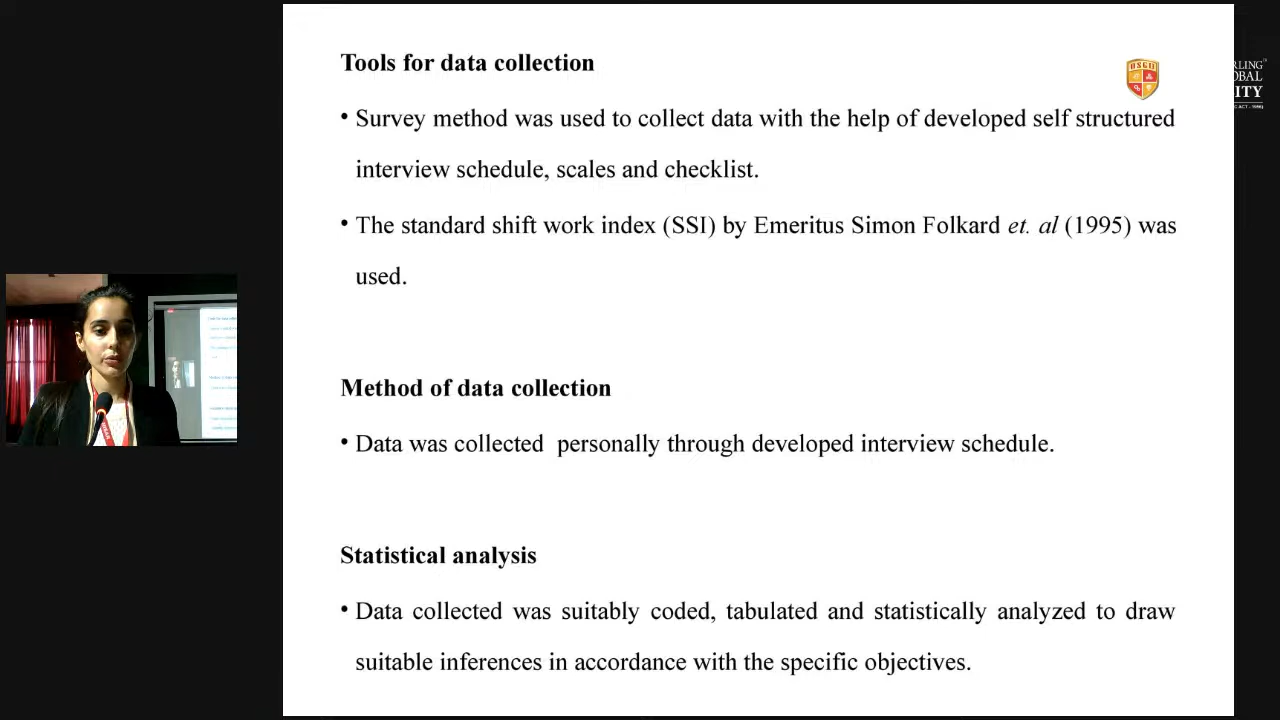 Tools for data collection
• Survey method was used to collect data with the help of developed self structured
interview schedule, scales and checklist.
• The standard shift work index (SSI) by Emeritus Simon Folkard et. al (1995) was
used.
Method of data collection
• Data was collected  personally through developed interview schedule.
Statistical analysis
• Data collected was suitably coded, tabulated and statistically analyzed to draw
suitable inferences in accordance with the specific objectives.